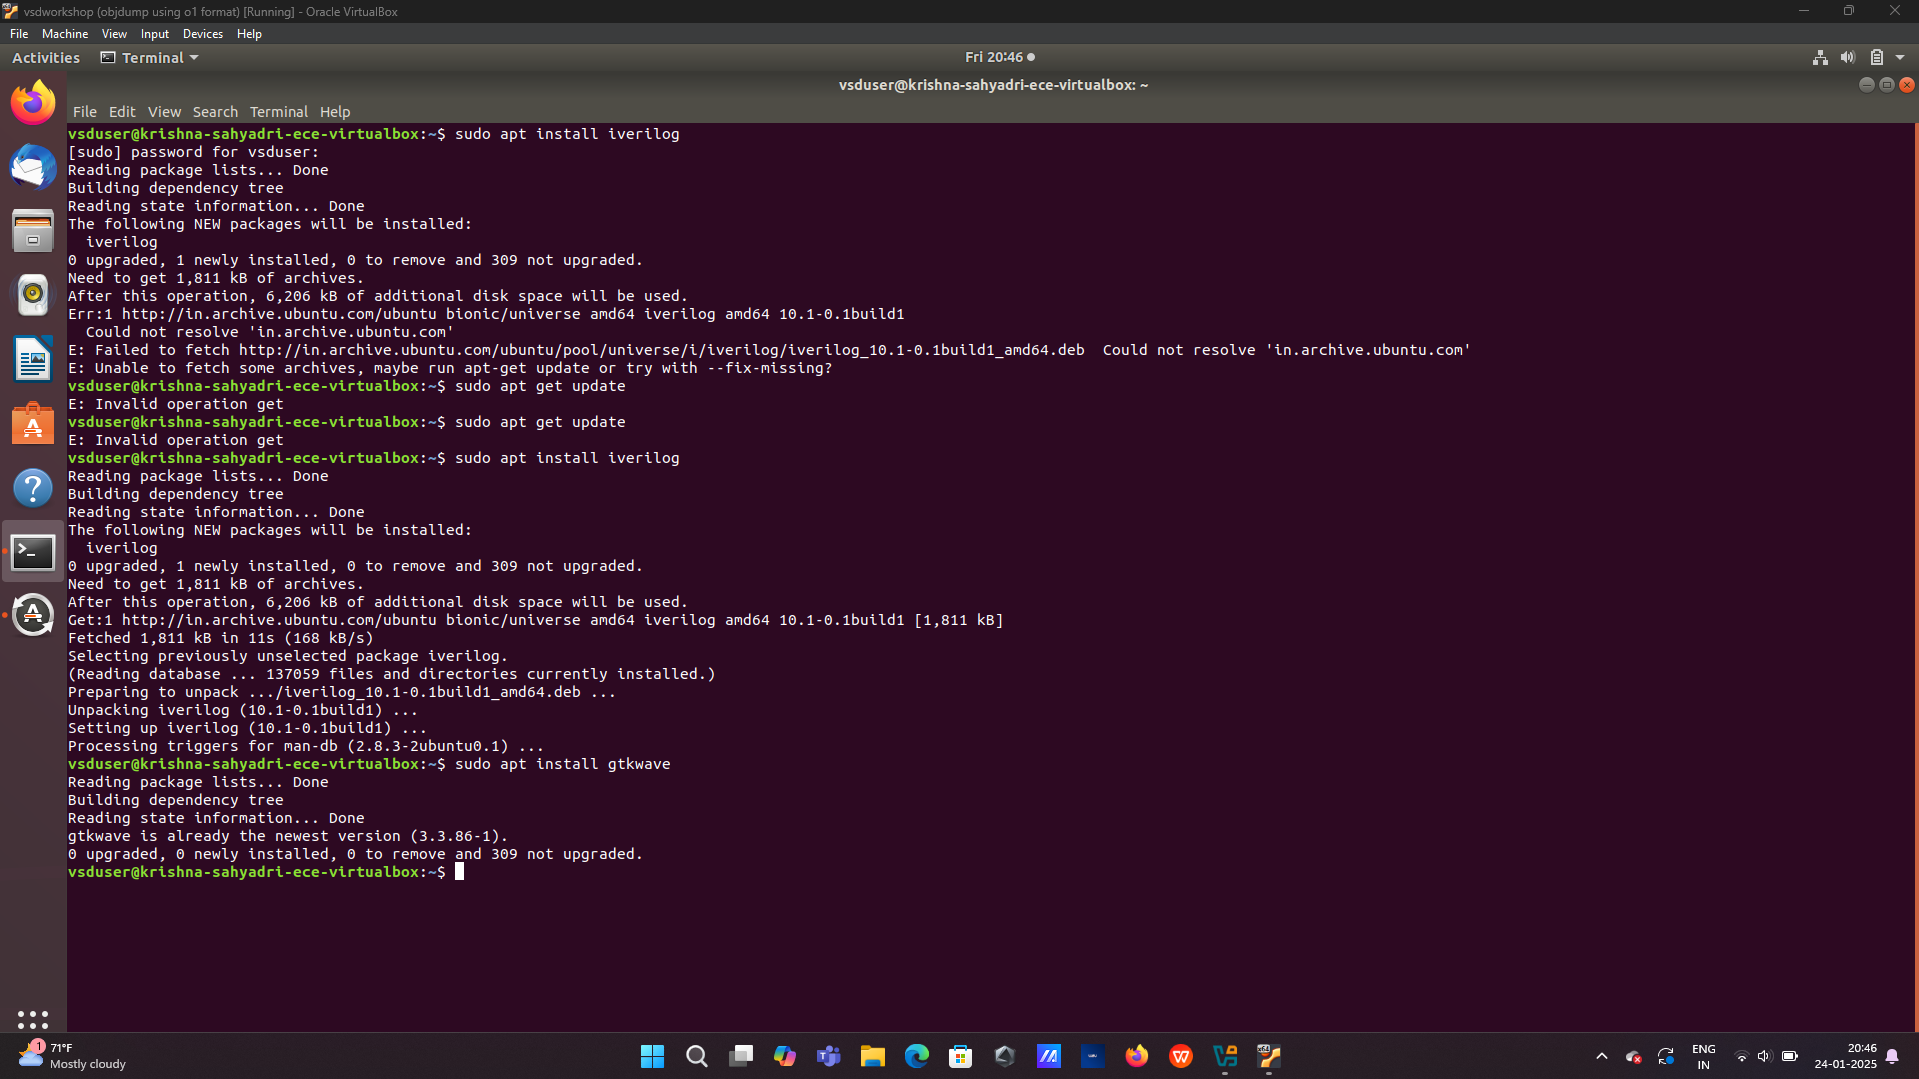 vsdworkshop (objdump using o1 format) [Running] - Oracle VirtualBox
File Machine View Input Devices Help
Activities Terminal Fri 20:46
vsduser@krishna-sahyadri-ece-virtualbox: ~
File Edit View Search Terminal Help
vsduser@krishna-sahyadri-ece-virtualbox:~$ sudo apt install iverilog
[sudo] password for vsduser:
Reading package lists... Done
Building dependency tree
Reading state information... Done
The following NEW packages will be installed:
  iverilog
0 upgraded, 1 newly installed, 0 to remove and 309 not upgraded.
Need to get 1,811 kB of archives.
After this operation, 6,206 kB of additional disk space will be used.
Err:1 http://in.archive.ubuntu.com/ubuntu bionic/universe amd64 iverilog amd64 10.1-0.1build1
  Could not resolve 'in.archive.ubuntu.com'
E: Failed to fetch http://in.archive.ubuntu.com/ubuntu/pool/universe/i/iverilog/iverilog_10.1-0.1build1_amd64.deb  Could not resolve 'in.archive.ubuntu.com'
E: Unable to fetch some archives, maybe run apt-get update or try with --fix-missing?
vsduser@krishna-sahyadri-ece-virtualbox:~$ sudo apt get update
E: Invalid operation get
vsduser@krishna-sahyadri-ece-virtualbox:~$ sudo apt get update
E: Invalid operation get
vsduser@krishna-sahyadri-ece-virtualbox:~$ sudo apt install iverilog
Reading package lists... Done
Building dependency tree
Reading state information... Done
The following NEW packages will be installed:
  iverilog
0 upgraded, 1 newly installed, 0 to remove and 309 not upgraded.
Need to get 1,811 kB of archives.
After this operation, 6,206 kB of additional disk space will be used.
Get:1 http://in.archive.ubuntu.com/ubuntu bionic/universe amd64 iverilog amd64 10.1-0.1build1 [1,811 kB]
Fetched 1,811 kB in 11s (168 kB/s)
Selecting previously unselected package iverilog.
(Reading database ... 137059 files and directories currently installed.)
Preparing to unpack .../iverilog_10.1-0.1build1_amd64.deb ...
Unpacking iverilog (10.1-0.1build1) ...
Setting up iverilog (10.1-0.1build1) ...
Processing triggers for man-db (2.8.3-2ubuntu0.1) ...
vsduser@krishna-sahyadri-ece-virtualbox:~$ sudo apt install gtkwave
Reading package lists... Done
Building dependency tree
Reading state information... Done
gtkwave is already the newest version (3.3.86-1).
0 upgraded, 0 newly installed, 0 to remove and 309 not upgraded.
vsduser@krishna-sahyadri-ece-virtualbox:~$
1 71°F
Mostly cloudy
ENG
IN
20:46
24-01-2025